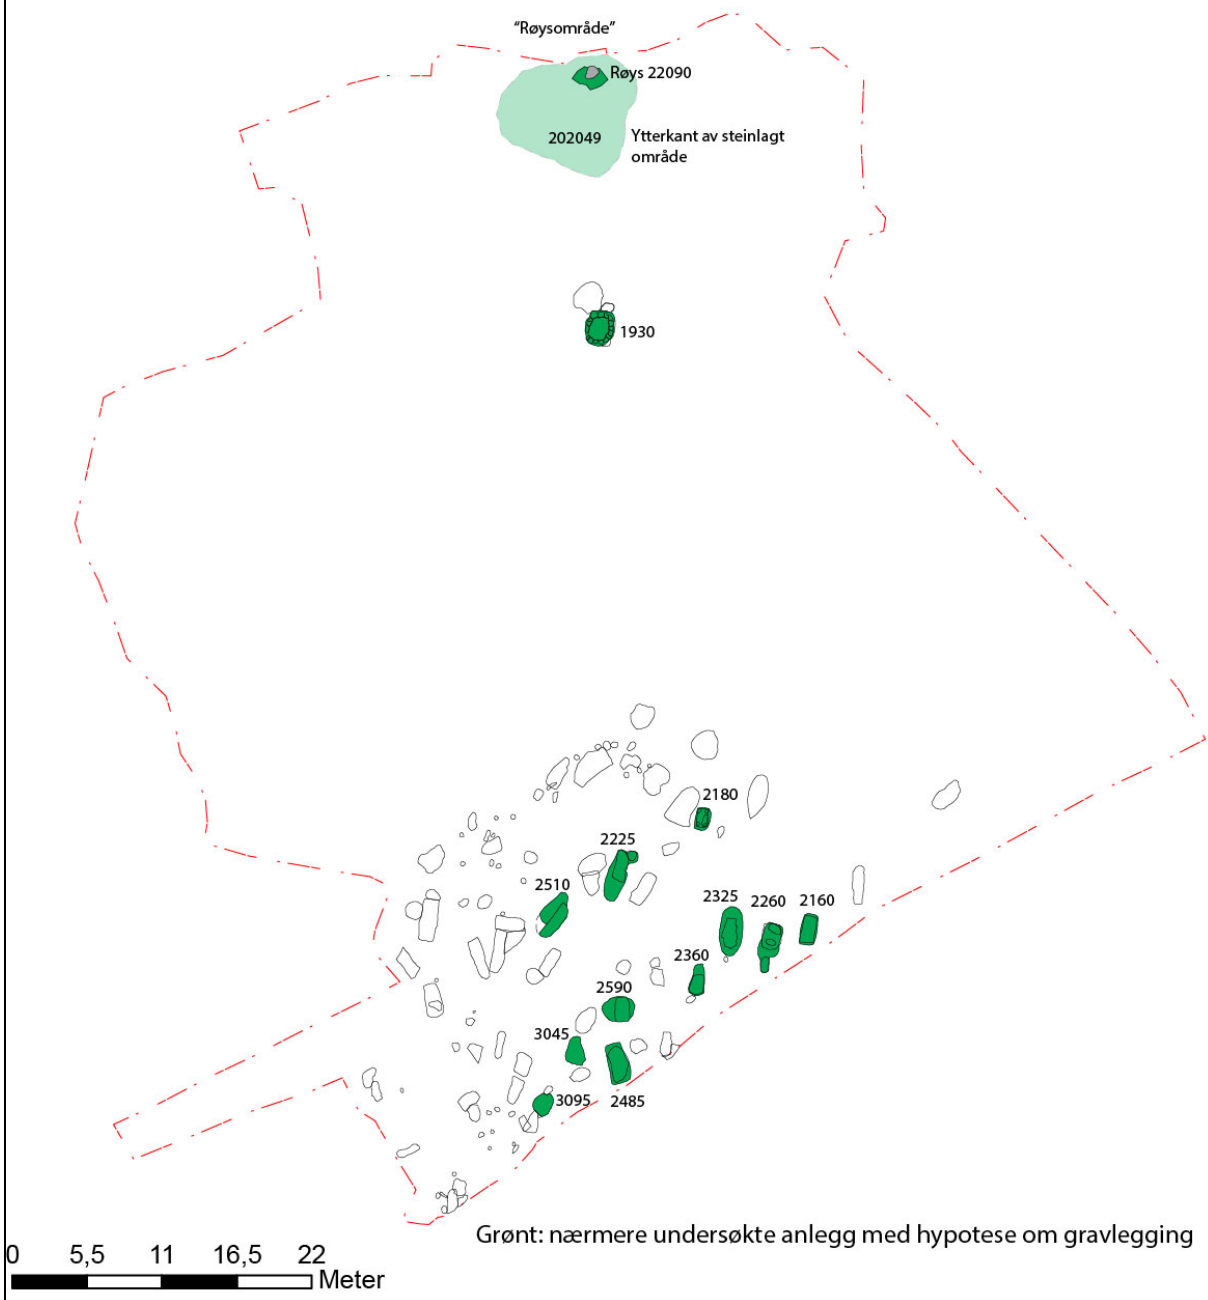 “Røysområde”
Røys 22090
202049
Ytterkant av steinlagt
område
1930
2180
2225
2510
2325
2260
2160
2360
2590
3045
3095
2485
Grønt: nærmere undersøkte anlegg med hypotese om gravlegging
0 5,5 11 16,5 22
Meter